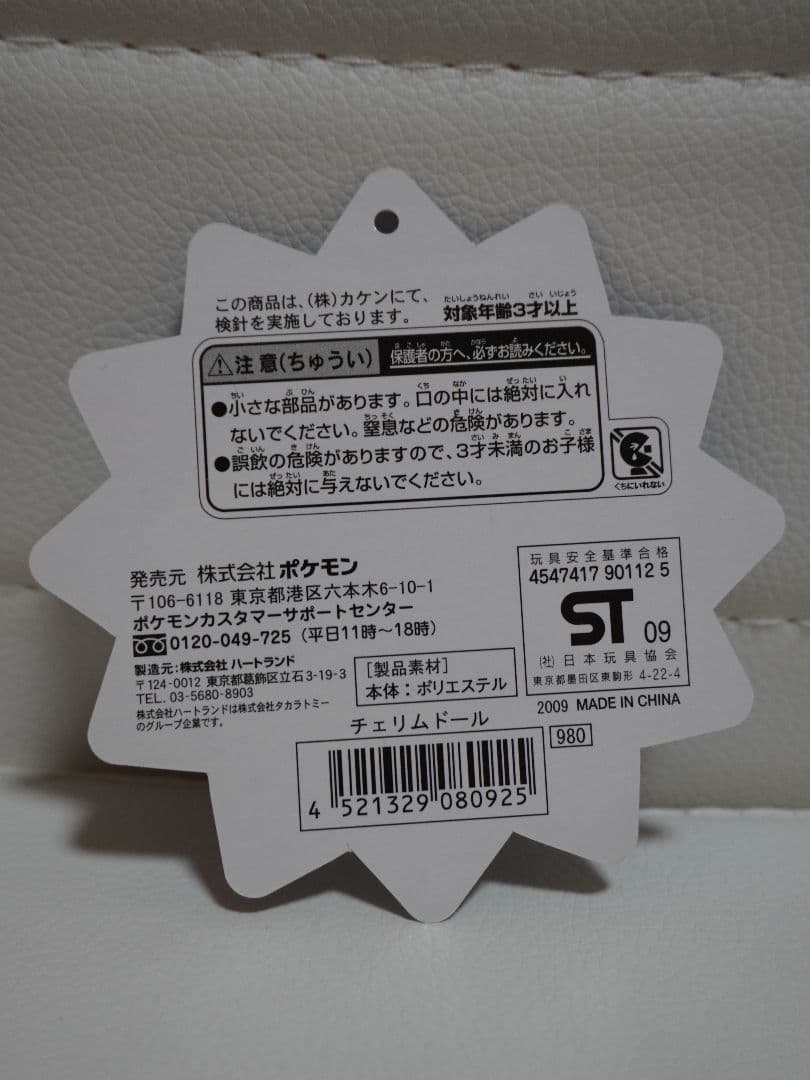 この商品は、(株)カケンにて、
検針を実施しております。
たいしょうねんれい さい いじょう
対象年齢3才以上
注意(ちゅうい)
ほごしゃ かた かなら よ
保護者の方へ、必ずお読みください。
ちい ぶひん くち なか ぜったい い
●小さな部品があります。口の中には絶対に入れ
ちっそく きけん
ないでください。窒息などの危険があります。
ごいん きけん さいみまん こさま
●誤飲の危険がありますので、3才未満のお子様
ぜったい あた
には絶対に与えないでください。
くちにいれない
発売元 株式会社ポケモン
〒106-6118 東京都港区六本木6-10-1
ポケモンカスタマーサポートセンター
0120-049-725 (平日11時〜18時)
製造元:株式会社 ハートランド
〒124-0012 東京都葛飾区立石3-19-3
TEL. 03-5680-8903
株式会社ハートランドは株式会社タカラトミー
のグループ企業です。
[製品素材]
本体:ポリエステル
玩具安全基準合格
4547417 90112 5
ST 09
(社)日本玩具協会
東京都墨田区東駒形 4-22-4
2009 MADE IN CHINA
チェリムドール
980
4 521329 080925